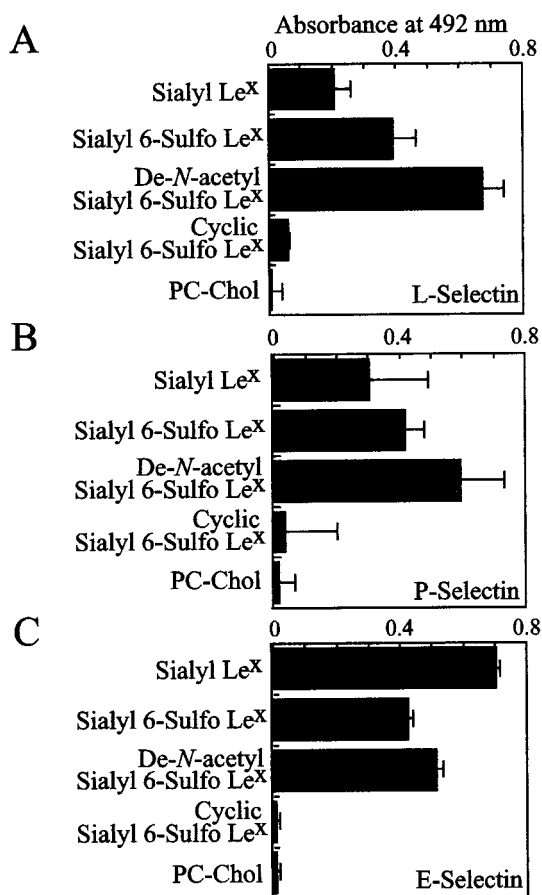 A
Absorbance at 492 nm
0 0.4 0.8
Sialyl Leˣ
Sialyl 6-Sulfo Leˣ
De-N-acetyl
Sialyl 6-Sulfo Leˣ
Cyclic
Sialyl 6-Sulfo Leˣ
PC-Chol
L-Selectin
B
0 0.4 0.8
Sialyl Leˣ
Sialyl 6-Sulfo Leˣ
De-N-acetyl
Sialyl 6-Sulfo Leˣ
Cyclic
Sialyl 6-Sulfo Leˣ
PC-Chol
P-Selectin
C
0 0.4 0.8
Sialyl Leˣ
Sialyl 6-Sulfo Leˣ
De-N-acetyl
Sialyl 6-Sulfo Leˣ
Cyclic
Sialyl 6-Sulfo Leˣ
PC-Chol
E-Selectin